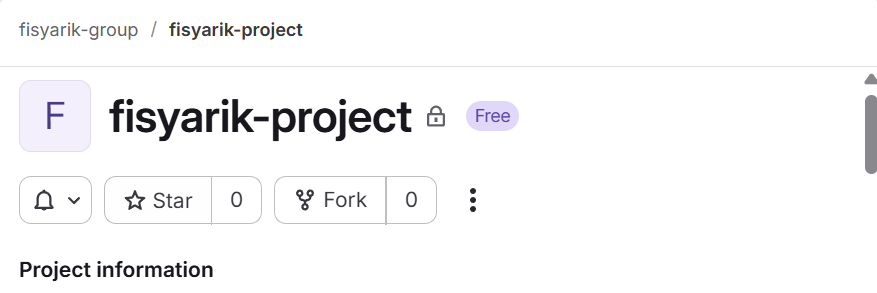 fisyarik-group / fisyarik-project
F fisyarik-project Free
Star 0 Fork 0
Project information